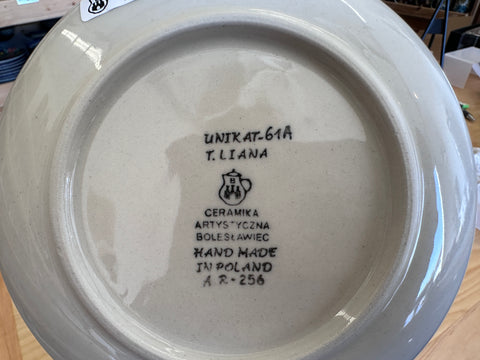 UNIKAT-61A
T. LIANA
CERAMIKA
ARTYSTYCZNA
BOLESŁAWIEC
HAND MADE
IN POLAND
A R - 256